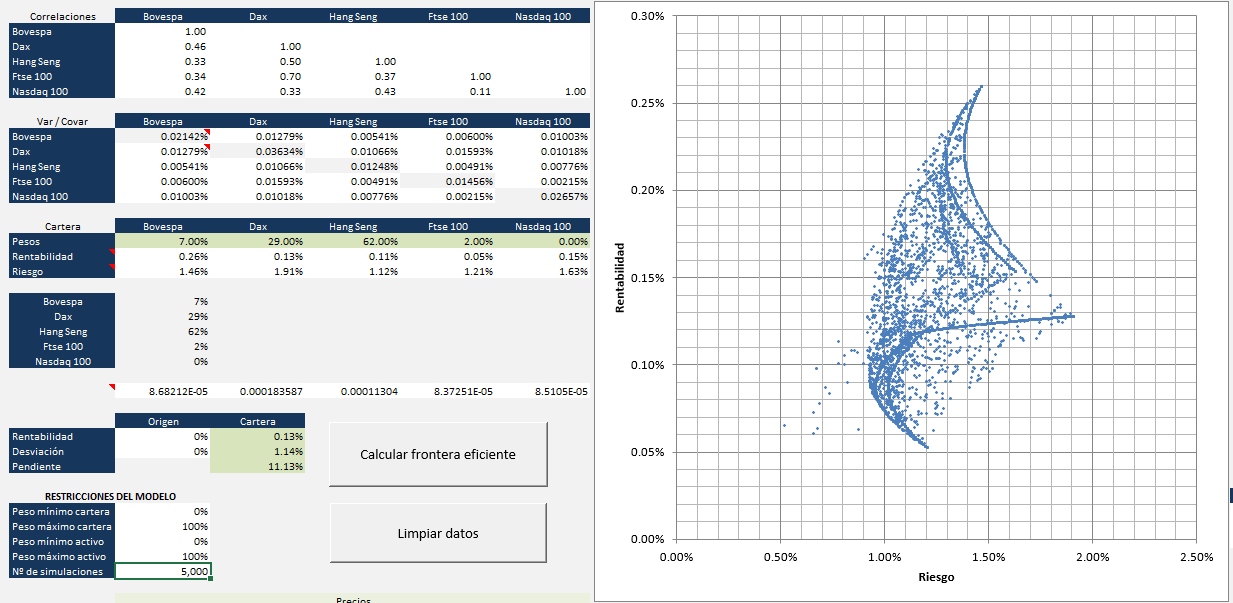 Correlaciones Bovespa Dax Hang Seng Ftse 100 Nasdaq 100
Bovespa 1.00
Dax 0.46 1.00
Hang Seng 0.33 0.50 1.00
Ftse 100 0.34 0.70 0.37 1.00
Nasdaq 100 0.42 0.33 0.43 0.11 1.00
Var / Covar Bovespa Dax Hang Seng Ftse 100 Nasdaq 100
Bovespa 0.02142% 0.01279% 0.00541% 0.00600% 0.01003%
Dax 0.01279% 0.03634% 0.01066% 0.01593% 0.01018%
Hang Seng 0.00541% 0.01066% 0.01248% 0.00491% 0.00776%
Ftse 100 0.00600% 0.01593% 0.00491% 0.01456% 0.00215%
Nasdaq 100 0.01003% 0.01018% 0.00776% 0.00215% 0.02657%
Cartera Bovespa Dax Hang Seng Ftse 100 Nasdaq 100
Pesos 7.00% 29.00% 62.00% 2.00% 0.00%
Rentabilidad 0.26% 0.13% 0.11% 0.05% 0.15%
Riesgo 1.46% 1.91% 1.12% 1.21% 1.63%
Bovespa 7%
Dax 29%
Hang Seng 62%
Ftse 100 2%
Nasdaq 100 0%
8.68212E-05 0.000183587 0.00011304 8.37251E-05 8.5105E-05
Origen Cartera
Rentabilidad 0% 0.13%
Desviación 0% 1.14%
Pendiente 11.13%
Calcular frontera eficiente
RESTRICCIONES DEL MODELO
Peso mínimo cartera 0%
Peso máximo cartera 100%
Peso mínimo activo 0%
Peso máximo activo 100%
Nº de simulaciones 5,000
Limpiar datos
Precios
0.30%
0.25%
0.20%
0.15%
0.10%
0.05%
0.00%
Rentabilidad
0.00% 0.50% 1.00% 1.50% 2.00% 2.50%
Riesgo